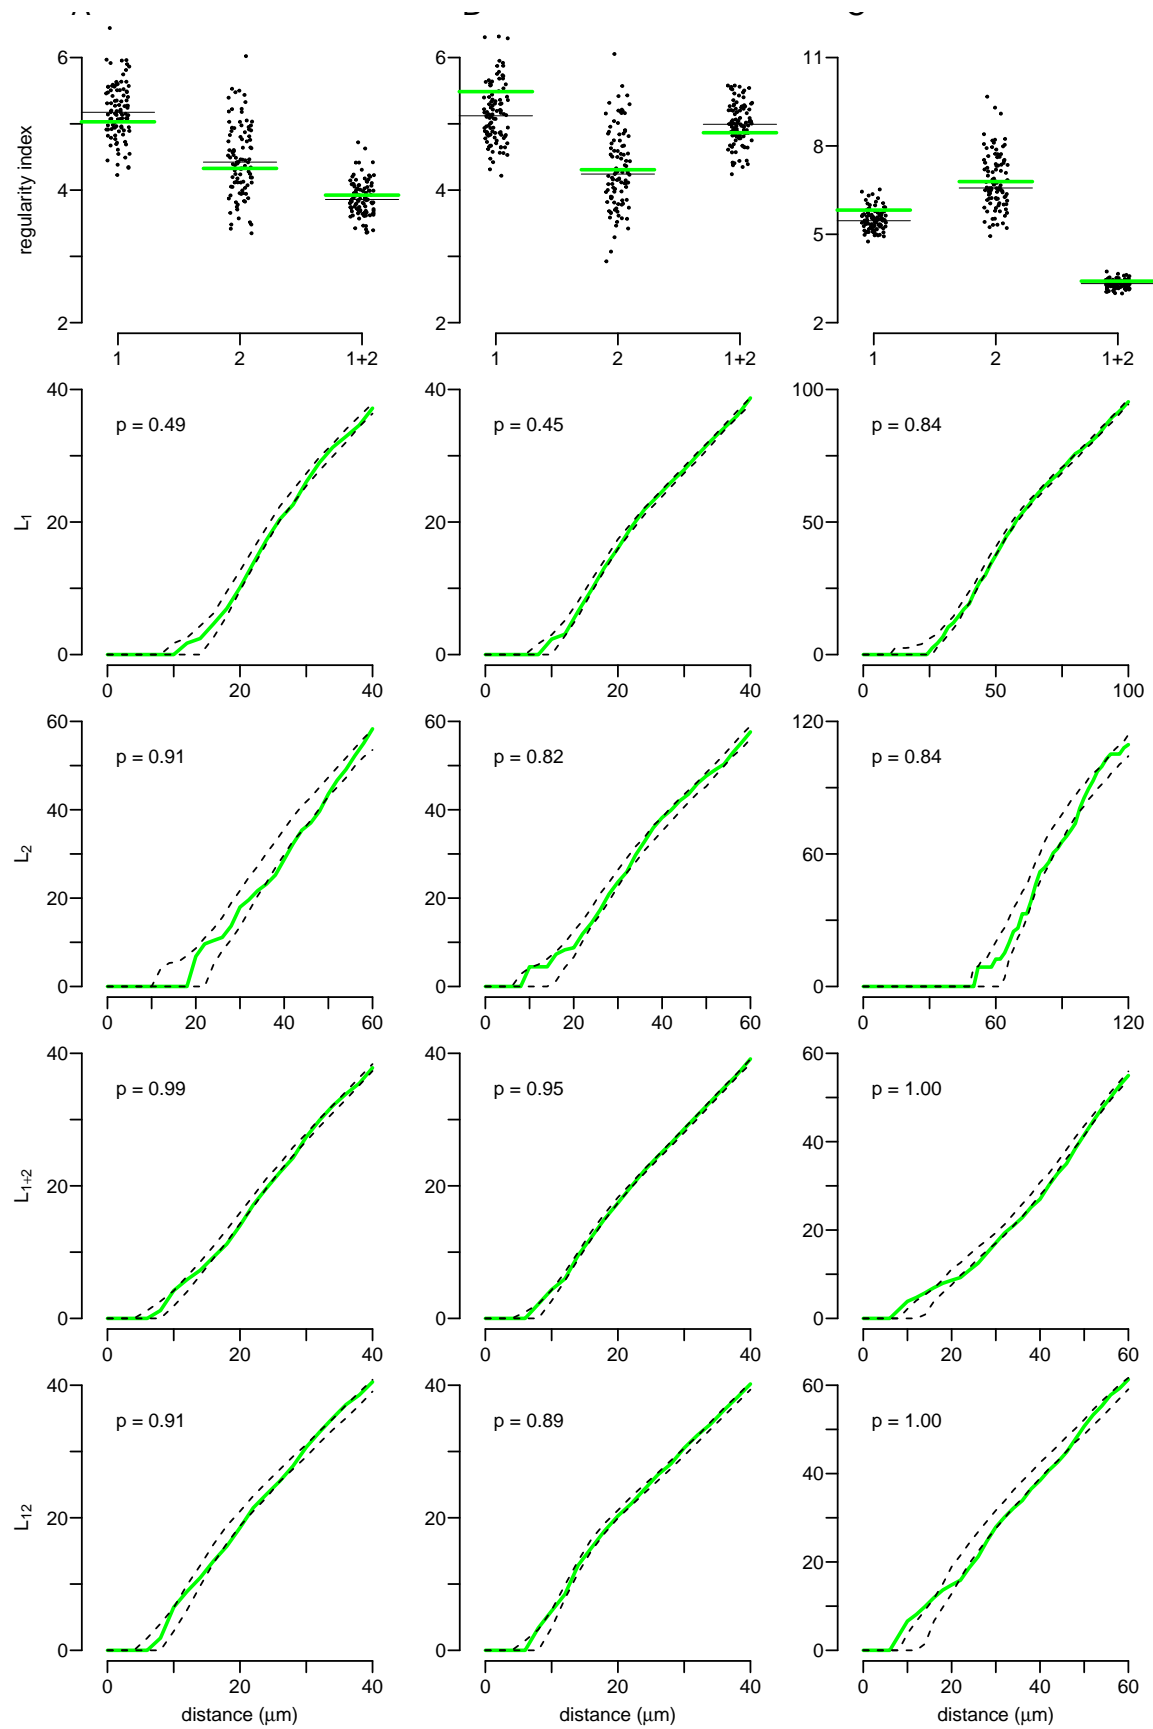 6
4
2
regularity index
1 2 1+2
6
4
2
1 2 1+2
11
8
5
2
1 2 1+2
40
20
0
L1
p = 0.49
0 20 40
40
20
0
p = 0.45
0 20 40
100
50
0
p = 0.84
0 50 100
60
40
20
0
L2
p = 0.91
0 20 40 60
60
40
20
0
p = 0.82
0 20 40 60
120
60
0
p = 0.84
0 60 120
40
20
0
L1+2
p = 0.99
0 20 40
40
20
0
p = 0.95
0 20 40
60
40
20
0
p = 1.00
0 20 40 60
40
20
0
L12
p = 0.91
0 20 40
distance (μm)
40
20
0
p = 0.89
0 20 40
distance (μm)
60
40
20
0
p = 1.00
0 20 40 60
distance (μm)